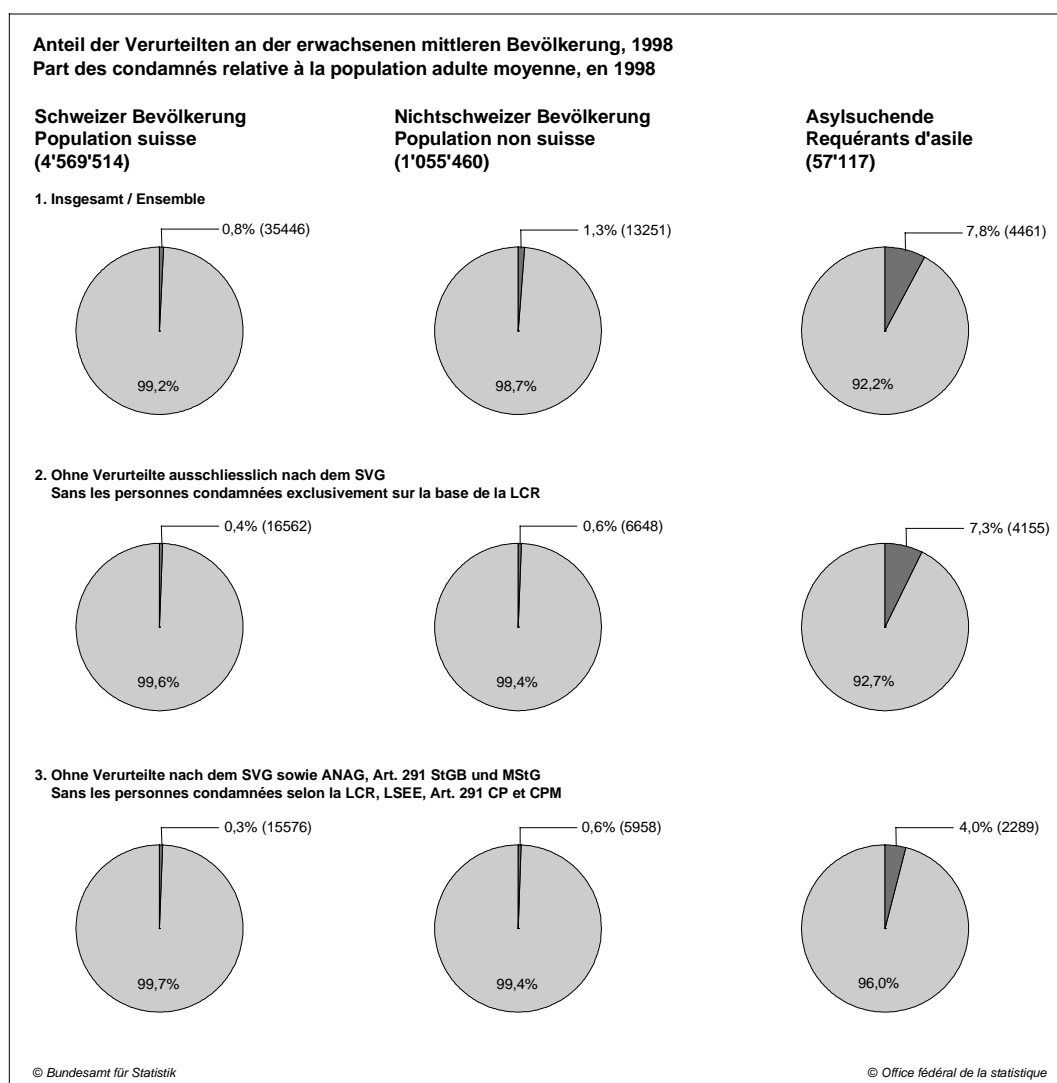 Anteil der Verurteilten an der erwachsenen mittleren Bevölkerung, 1998
Part des condamnés relative à la population adulte moyenne, en 1998
Schweizer Bevölkerung
Population suisse
(4'569'514)
Nichtschweizer Bevölkerung
Population non suisse
(1'055'460)
Asylsuchende
Requérants d'asile
(57'117)
1. Insgesamt / Ensemble
0,8% (35446)
1,3% (13251)
7,8% (4461)
99,2%
98,7%
92,2%
2. Ohne Verurteilte ausschliesslich nach dem SVG
Sans les personnes condamnées exclusivement sur la base de la LCR
0,4% (16562)
0,6% (6648)
7,3% (4155)
99,6%
99,4%
92,7%
3. Ohne Verurteilte nach dem SVG sowie ANAG, Art. 291 StGB und MStG
Sans les personnes condamnées selon la LCR, LSEE, Art. 291 CP et CPM
0,3% (15576)
0,6% (5958)
4,0% (2289)
99,7%
99,4%
96,0%
© Bundesamt für Statistik
© Office fédéral de la statistique